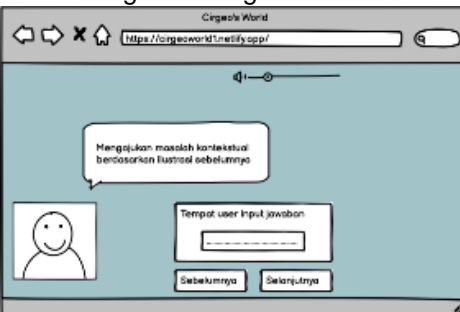 Cirgeo's World
https://cirgeoworld1.netlify.app/
Mengajukan masalah kontekstual
berdasarkan ilustrasi sebelumnya
Tempat user input jawaban
Sebelumnya
Selanjutnya